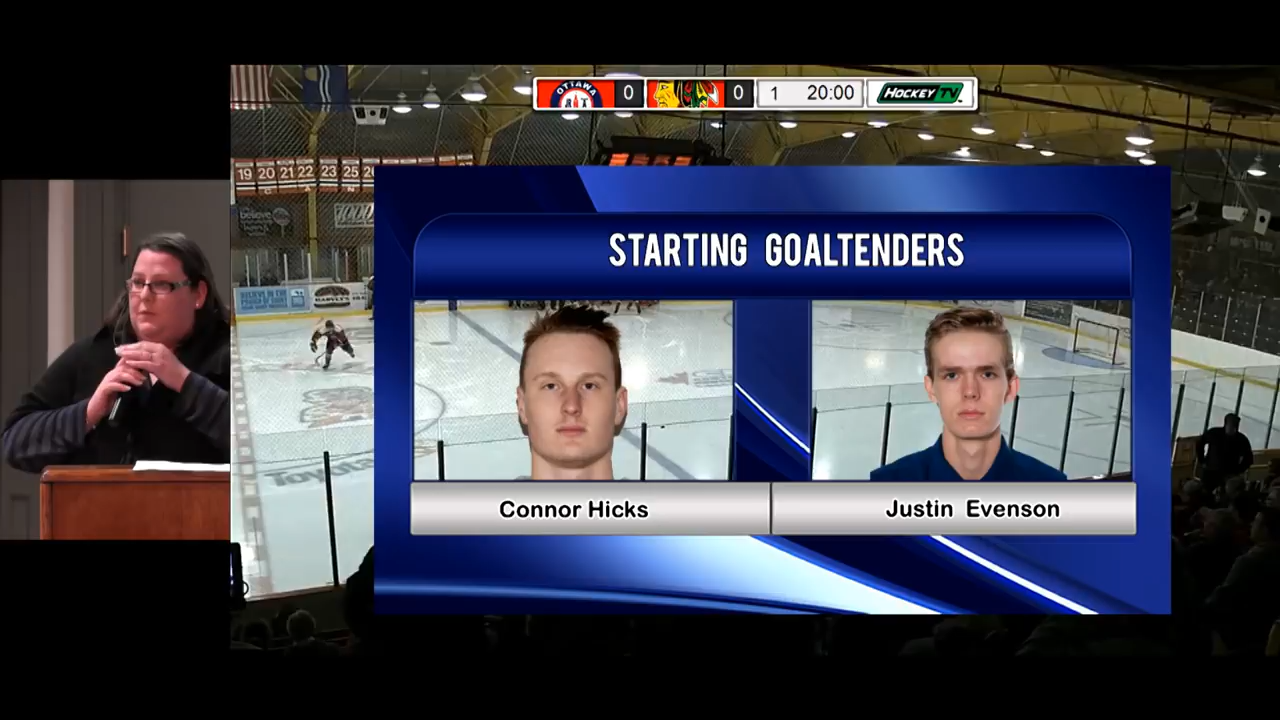 OTTAWA 0 0 1 20:00 HOCKEY TV
19 20 21 22 23 25
believe
STARTING GOALTENDERS
Connor Hicks Justin Evenson